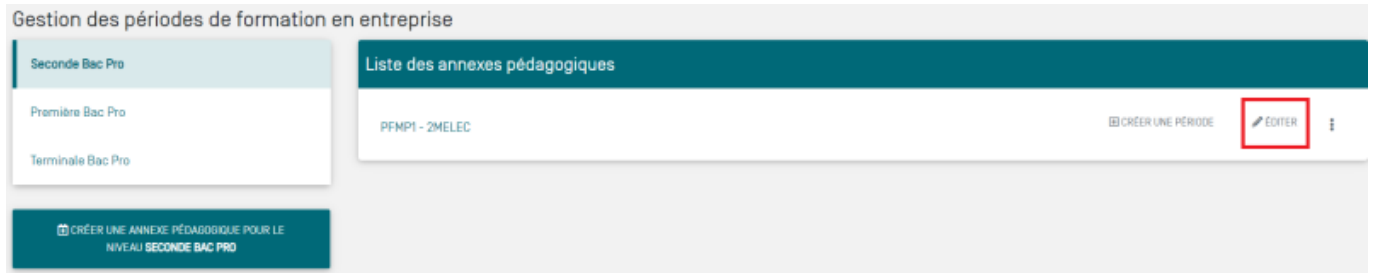 Gestion des périodes de formation en entreprise
Seconde Bac Pro
Première Bac Pro
Terminale Bac Pro
CRÉER UNE ANNEXE PÉDAGOGIQUE POUR LE
NIVEAU SECONDE BAC PRO
Liste des annexes pédagogiques
PFMP1 - 2MELEC
CRÉER UNE PÉRIODE
ÉDITER